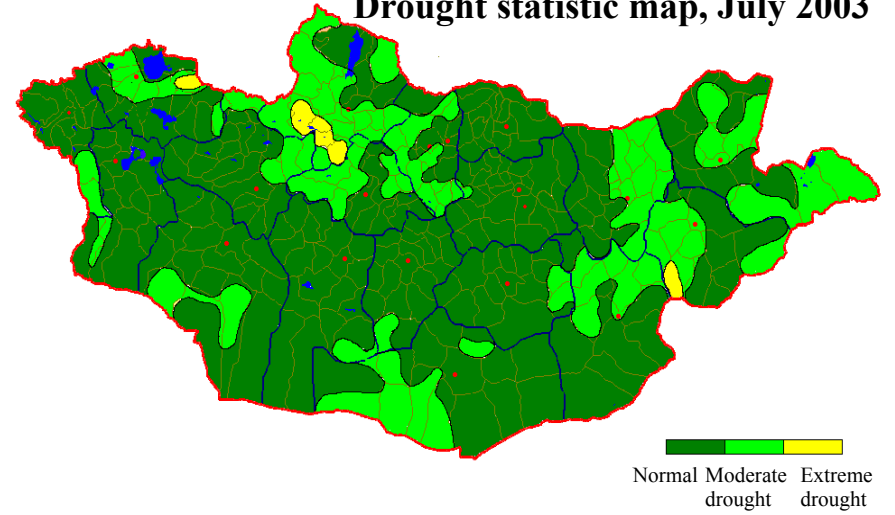 Drought statistic map, July 2003
Normal Moderate Extreme
drought drought